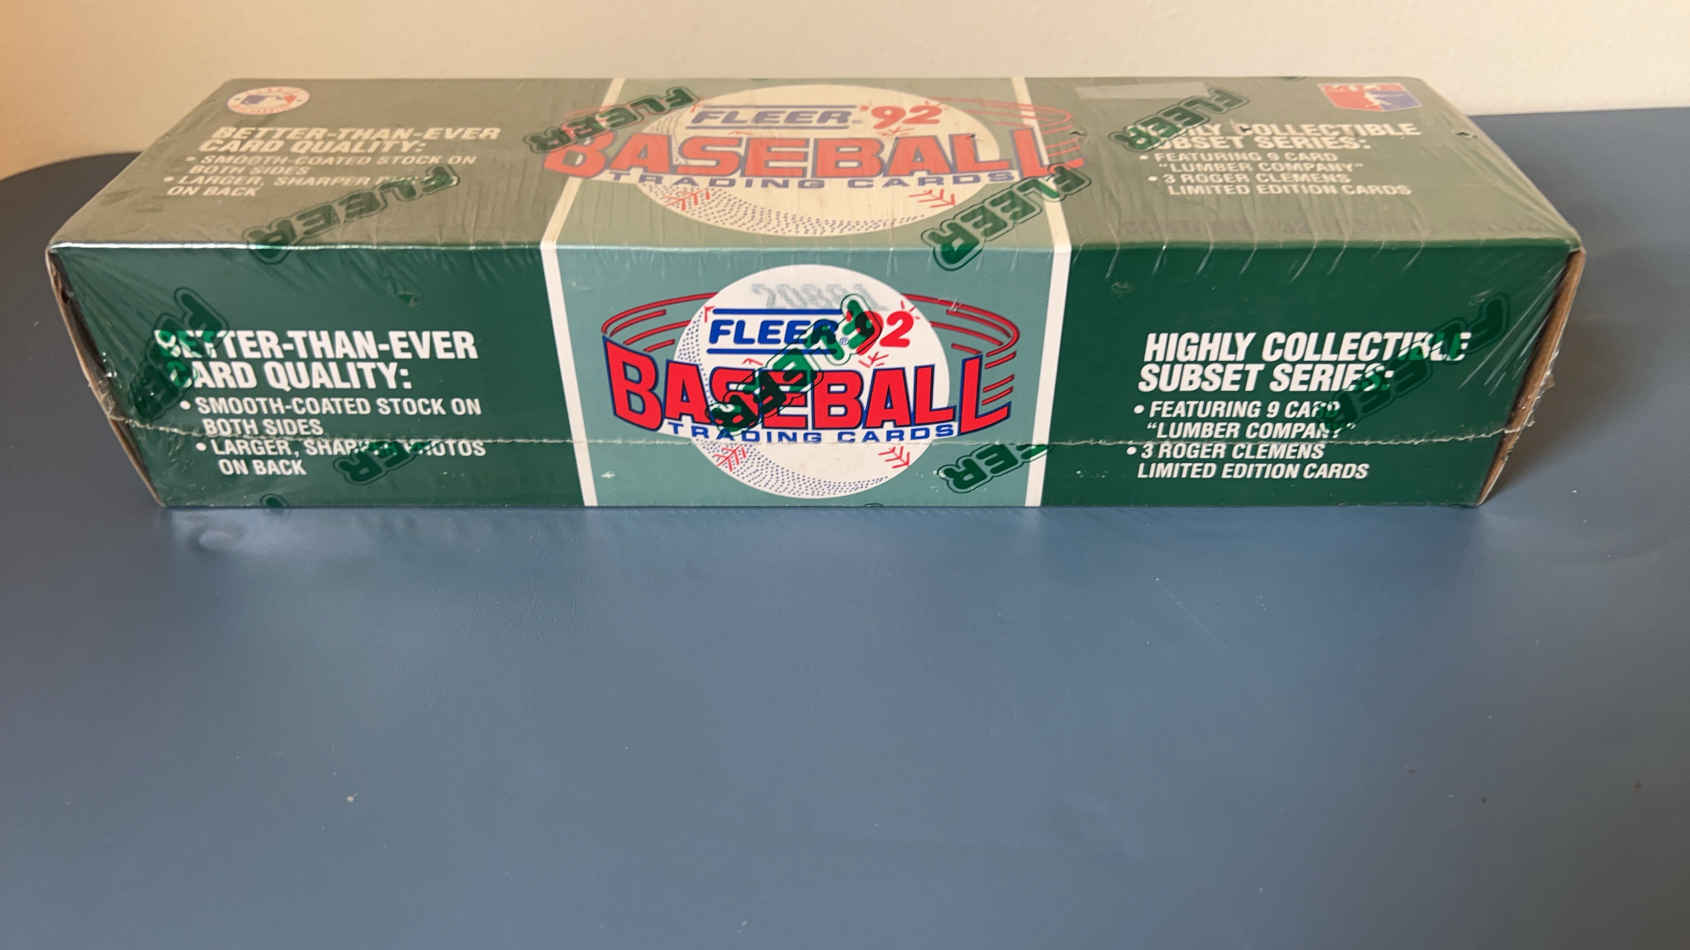 BETTER-THAN-EVER
CARD QUALITY:
• SMOOTH-COATED STOCK ON
BOTH SIDES
• LARGER, SHARPER
ON BACK
FLEER '92
BASEBALL
TRADING CARDS
COLLECTIBLE
SUBSET SERIES:
• FEATURING 9 CARD
"LUMBER COMPANY"
• 3 ROGER CLEMENS
LIMITED EDITION CARDS
FLEER
FLEER
FLEER
FLEER
BETTER-THAN-EVER
CARD QUALITY:
• SMOOTH-COATED STOCK ON
BOTH SIDES
• LARGER, SHARPER PHOTOS
ON BACK
FLEER '92
BASEBALL
TRADING CARDS
HIGHLY COLLECTIBLE
SUBSET SERIES:
• FEATURING 9 CARD
"LUMBER COMPANY"
• 3 ROGER CLEMENS
LIMITED EDITION CARDS
FLEER
FLEER
FLEER
FLEER
FLEER